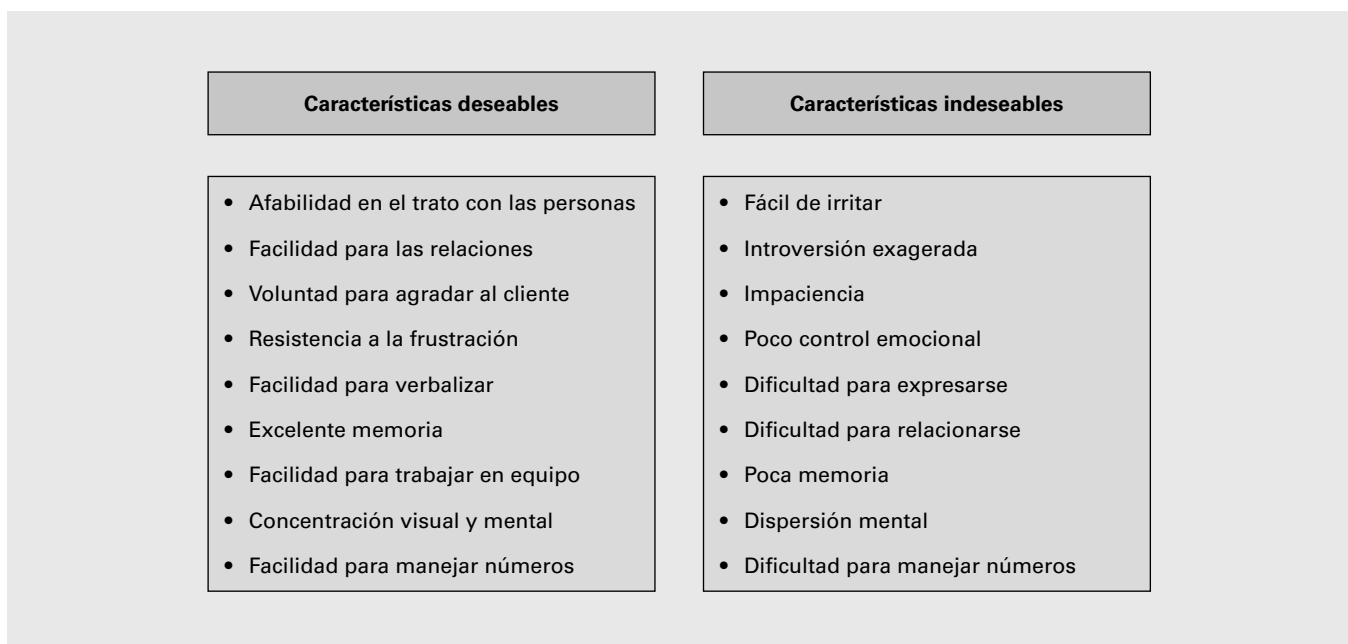 Características deseables
• Afabilidad en el trato con las personas
• Facilidad para las relaciones
• Voluntad para agradar al cliente
• Resistencia a la frustración
• Facilidad para verbalizar
• Excelente memoria
• Facilidad para trabajar en equipo
• Concentración visual y mental
• Facilidad para manejar números
Características indeseables
• Fácil de irritar
• Introversión exagerada
• Impaciencia
• Poco control emocional
• Dificultad para expresarse
• Dificultad para relacionarse
• Poca memoria
• Dispersión mental
• Dificultad para manejar números